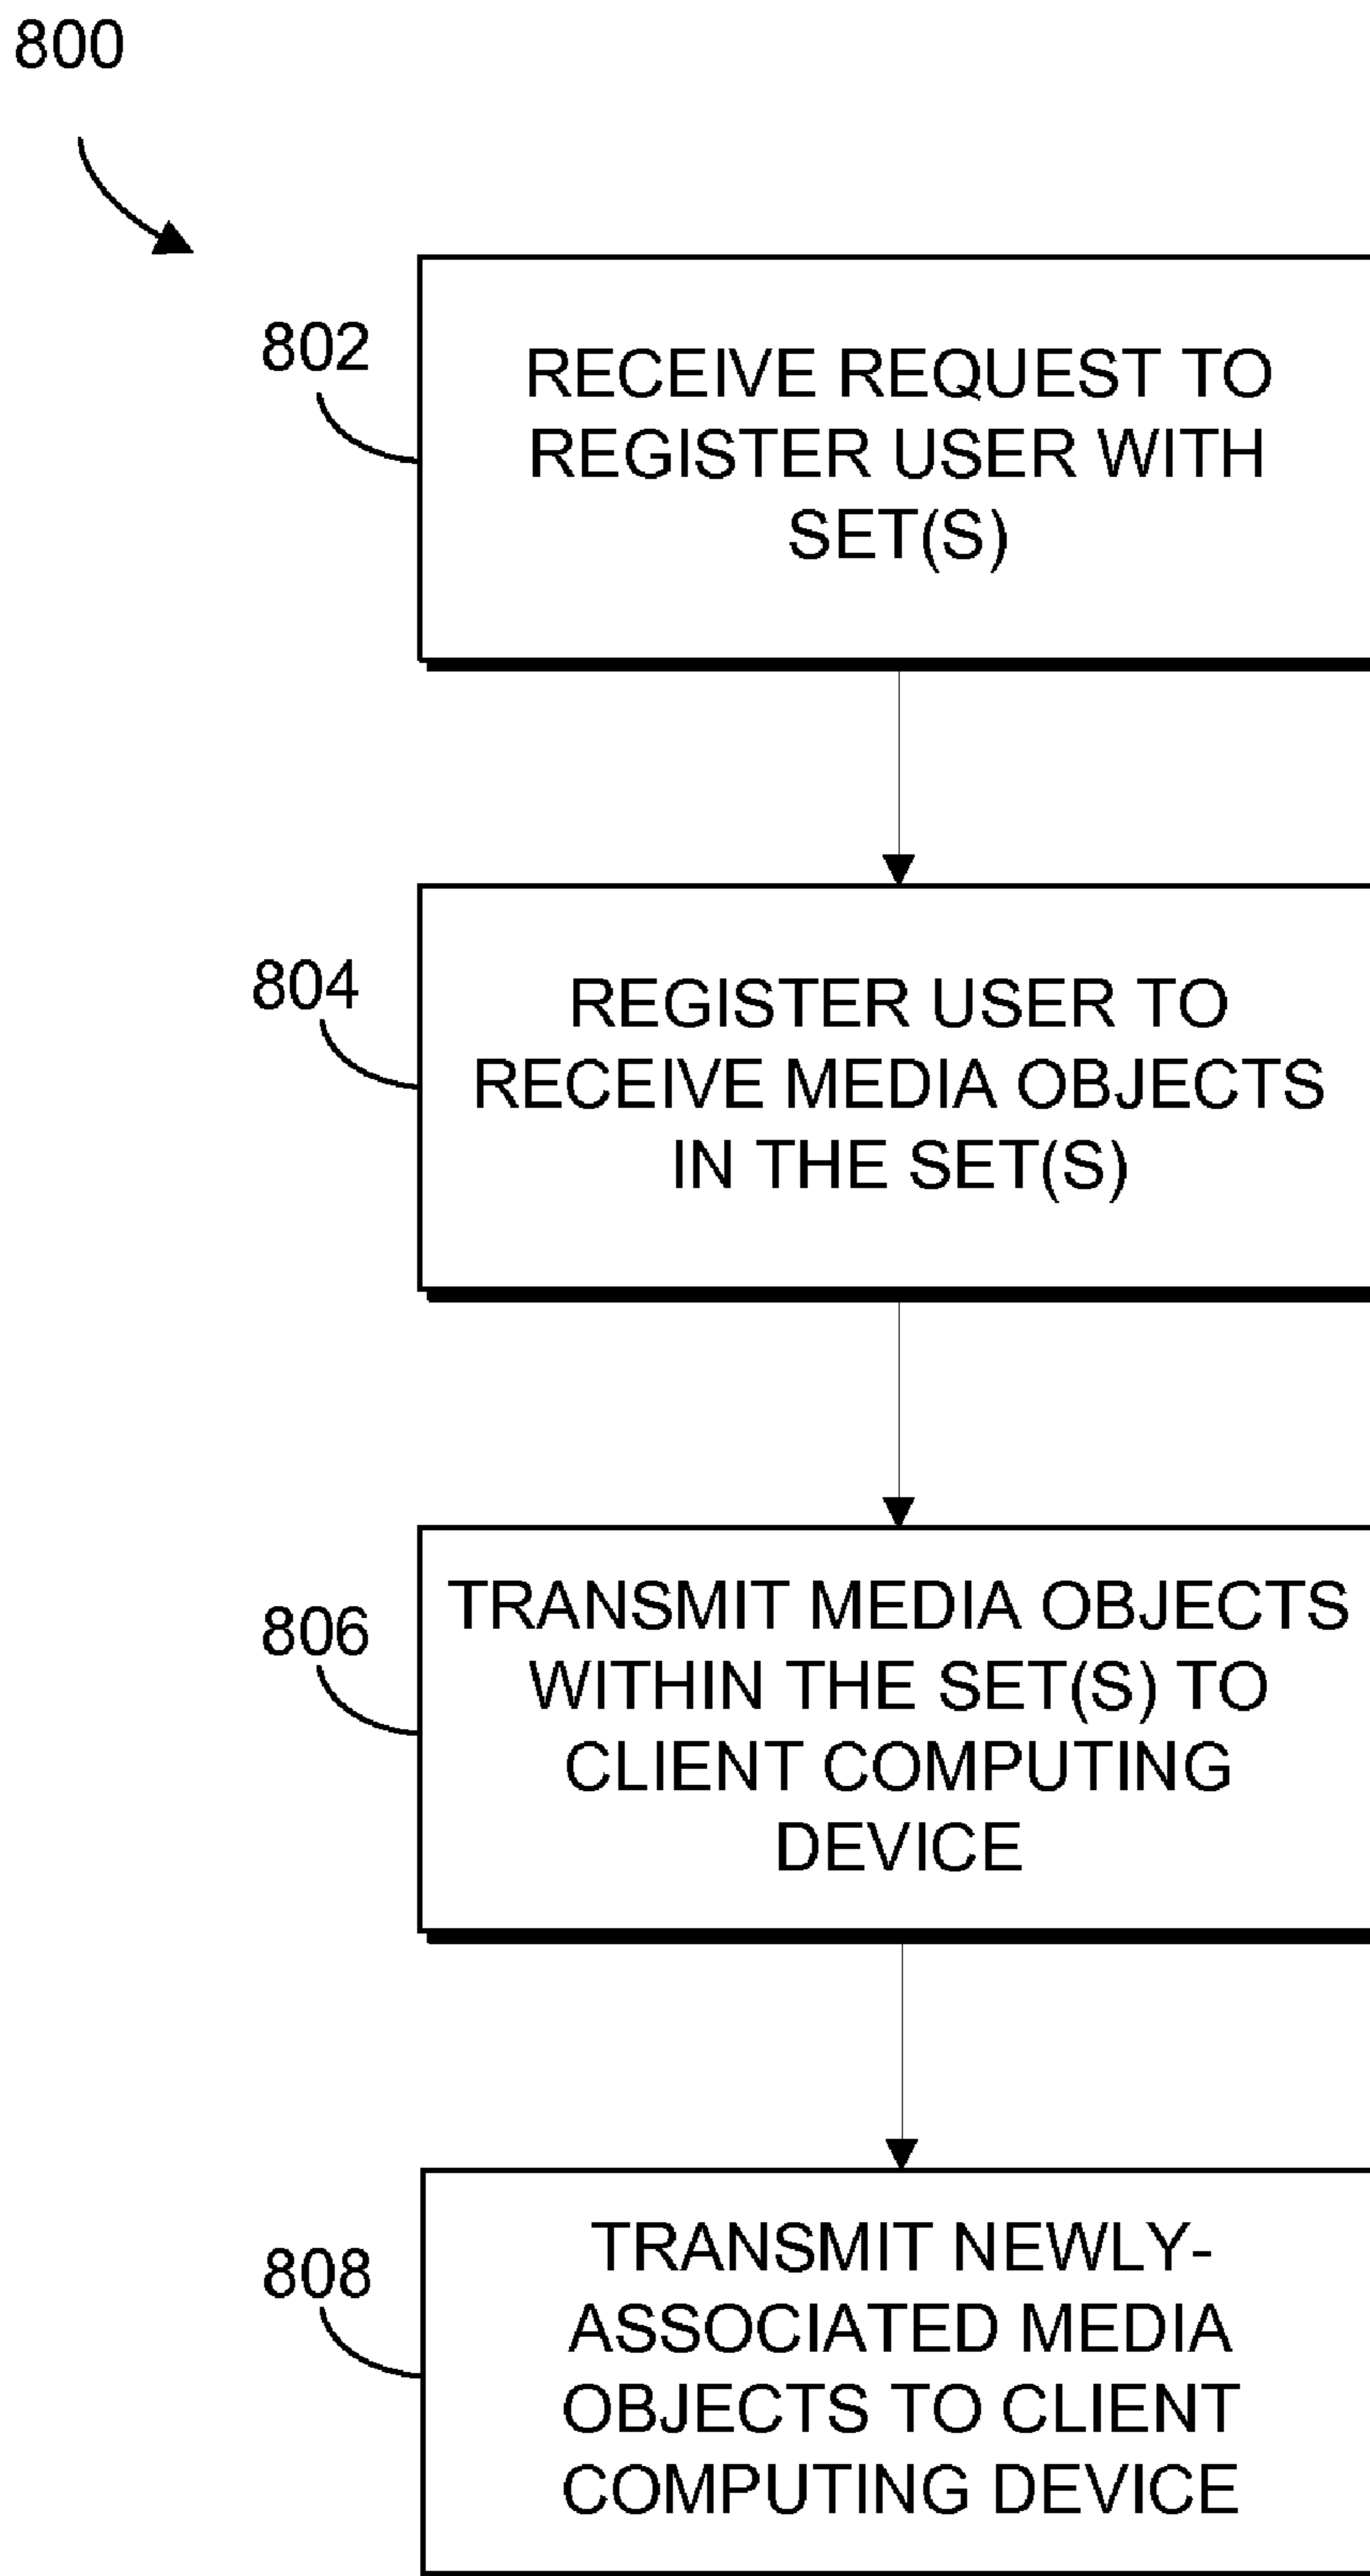 800
802
RECEIVE REQUEST TO
REGISTER USER WITH
SET(S)
804
REGISTER USER TO
RECEIVE MEDIA OBJECTS
IN THE SET(S)
806
TRANSMIT MEDIA OBJECTS
WITHIN THE SET(S) TO
CLIENT COMPUTING
DEVICE
808
TRANSMIT NEWLY-
ASSOCIATED MEDIA
OBJECTS TO CLIENT
COMPUTING DEVICE